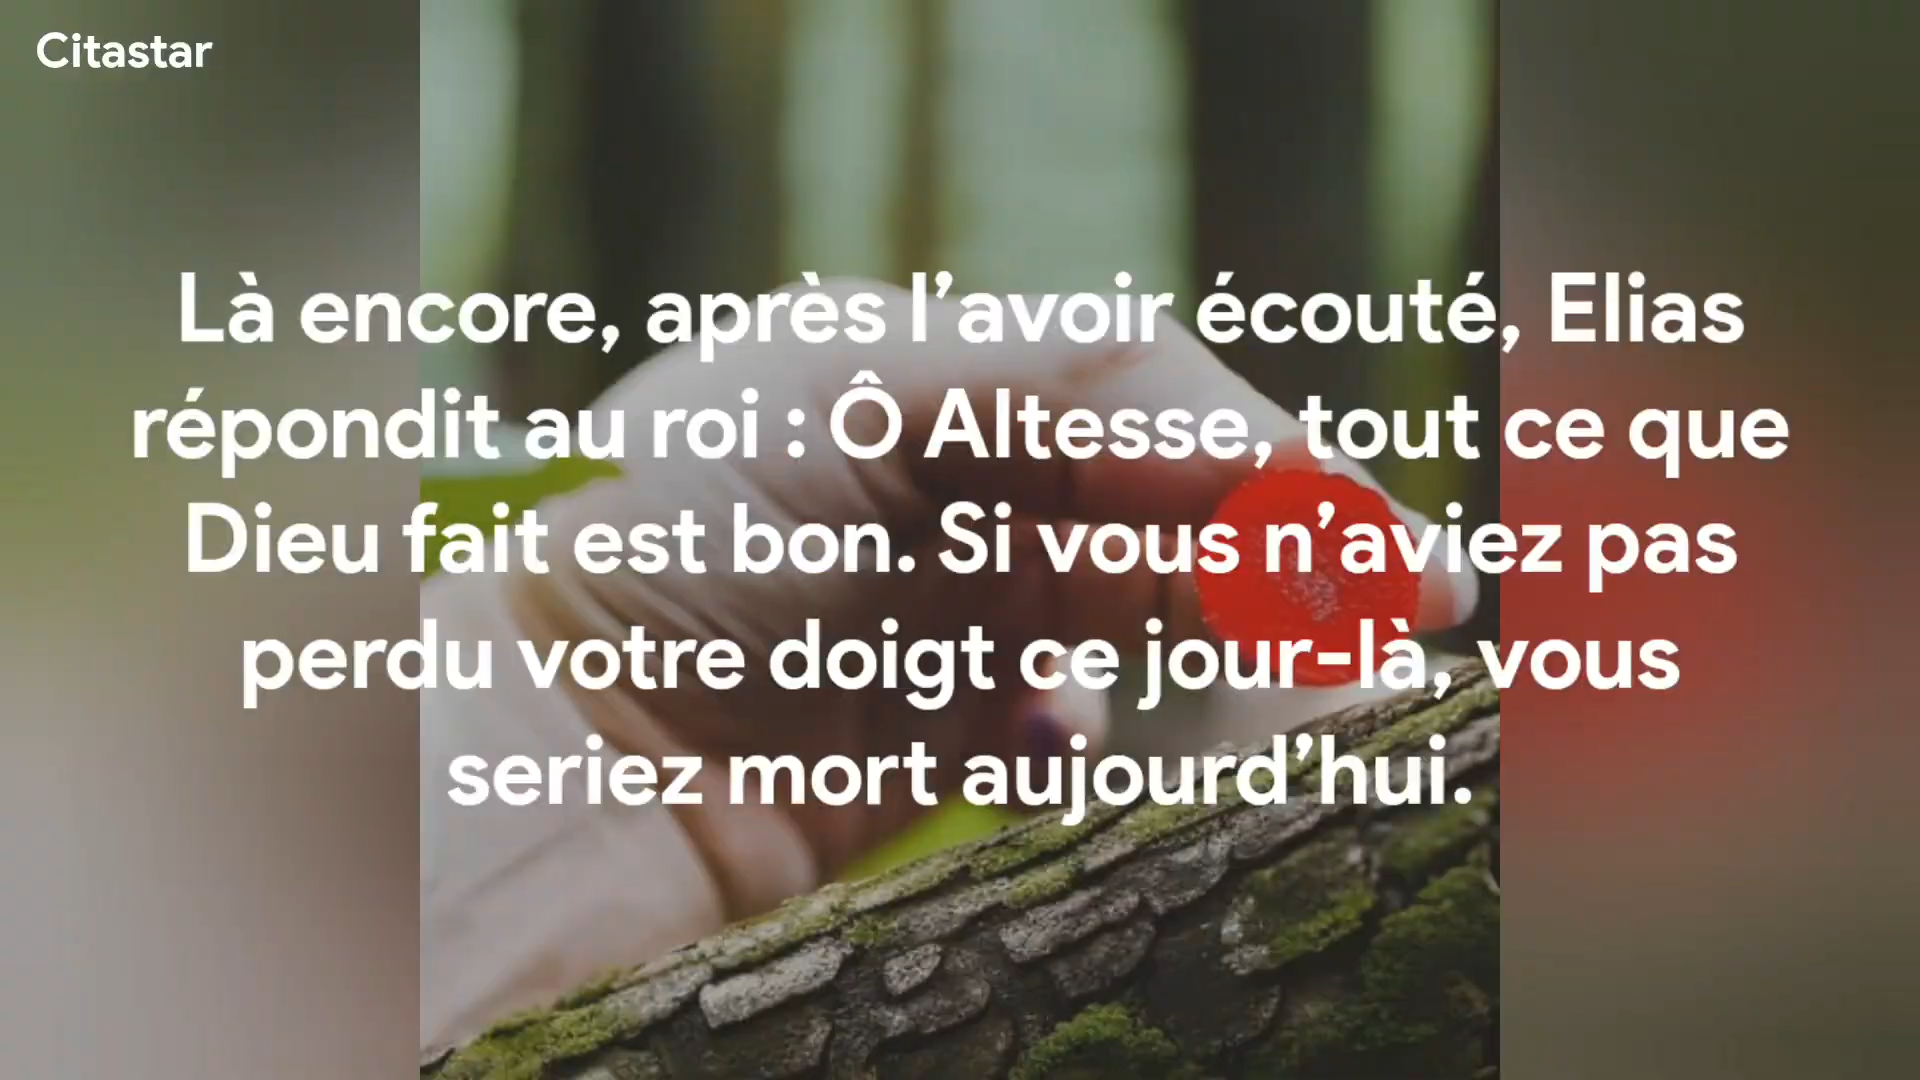 Citastar
Là encore, après l’avoir écouté, Elias
répondit au roi : Ô Altesse, tout ce que
Dieu fait est bon. Si vous n’aviez pas
perdu votre doigt ce jour-là, vous
seriez mort aujourd’hui.